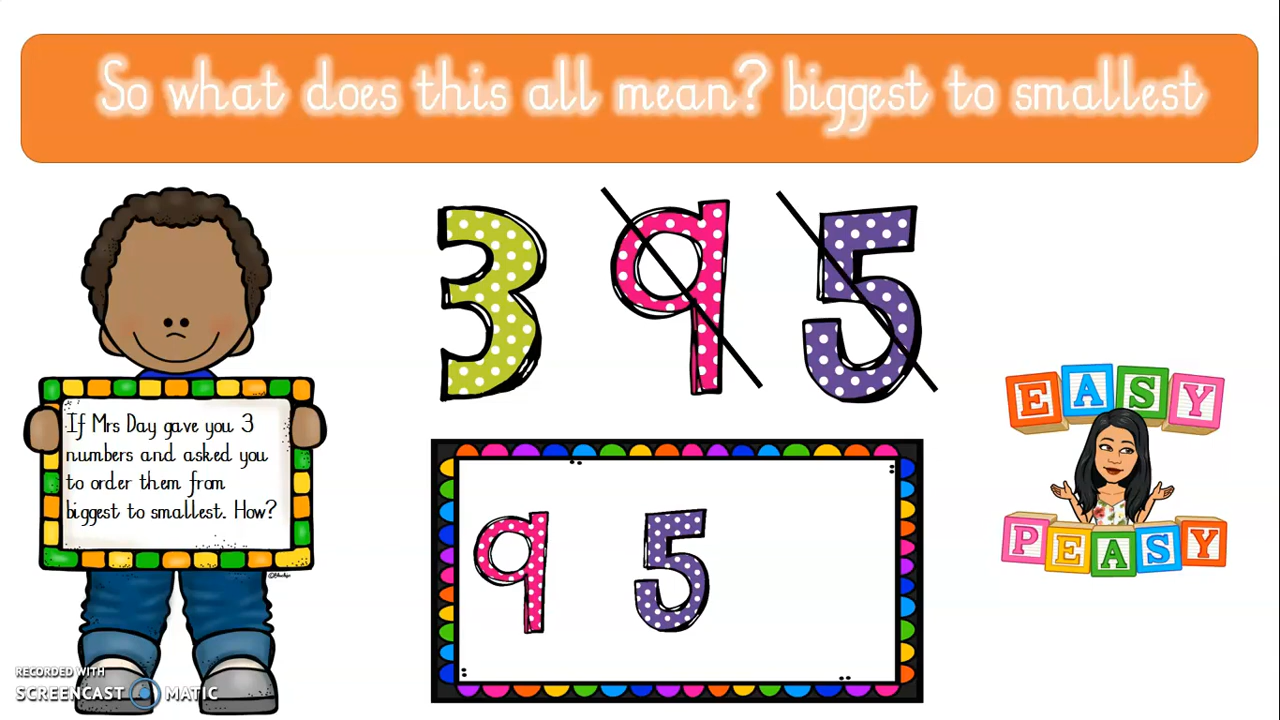 So what does this all mean? biggest to smallest
3 9 5
If Mrs Day gave you 3
numbers and asked you
to order them from
biggest to smallest. How?
9 5
EASY
PEASY
RECORDED WITH
SCREENCAST MATIC